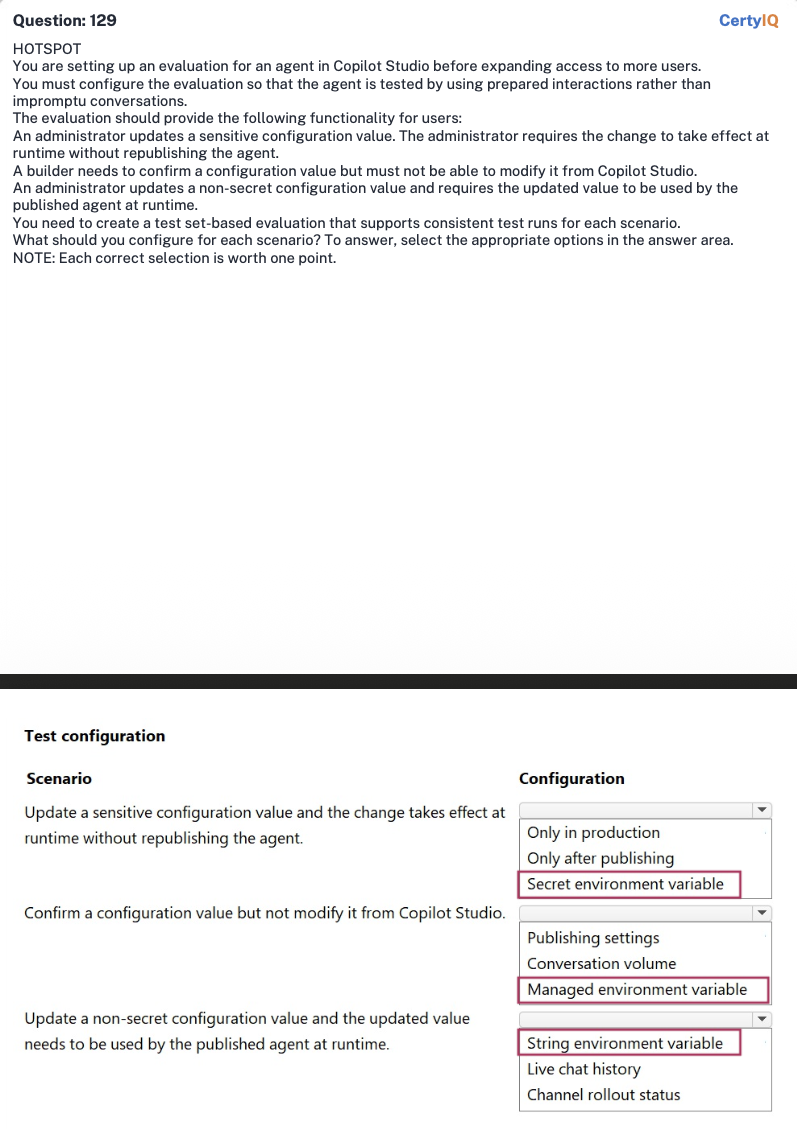 Question: 129
CertyIQ
HOTSPOT
You are setting up an evaluation for an agent in Copilot Studio before expanding access to more users.
You must configure the evaluation so that the agent is tested by using prepared interactions rather than
impromptu conversations.
The evaluation should provide the following functionality for users:
An administrator updates a sensitive configuration value. The administrator requires the change to take effect at
runtime without republishing the agent.
A builder needs to confirm a configuration value but must not be able to modify it from Copilot Studio.
An administrator updates a non-secret configuration value and requires the updated value to be used by the
published agent at runtime.
You need to create a test set-based evaluation that supports consistent test runs for each scenario.
What should you configure for each scenario? To answer, select the appropriate options in the answer area.
NOTE: Each correct selection is worth one point.
Test configuration
Scenario
Configuration
Update a sensitive configuration value and the change takes effect at
runtime without republishing the agent.
Only in production
Only after publishing
Secret environment variable
Confirm a configuration value but not modify it from Copilot Studio.
Publishing settings
Conversation volume
Managed environment variable
Update a non-secret configuration value and the updated value
needs to be used by the published agent at runtime.
String environment variable
Live chat history
Channel rollout status